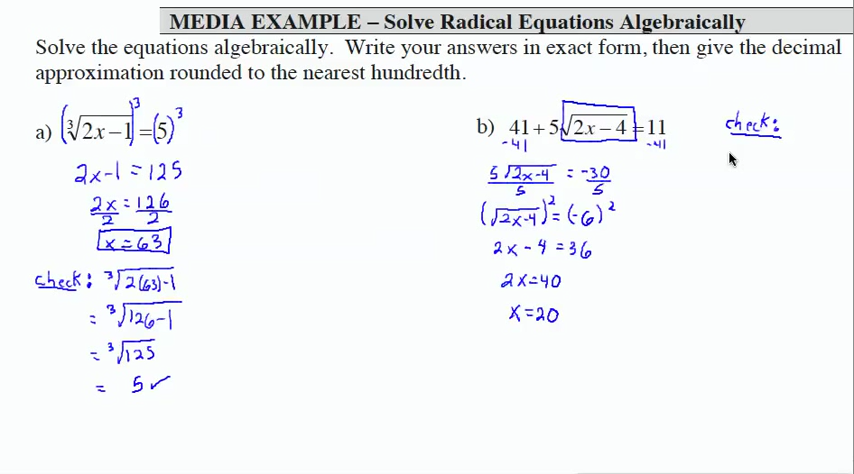 MEDIA EXAMPLE – Solve Radical Equations Algebraically
Solve the equations algebraically.  Write your answers in exact form, then give the decimal
approximation rounded to the nearest hundredth.
a) (∛(2x−1))^3 = (5)^3
2x-1 = 125
2x/2 = 126/2
x = 63
check: ∛(2(63)-1)
= ∛(126-1)
= ∛125
= 5 ✓
b) 41 + 5√(2x−4) = 11
-41 -41
5√(2x-4)/5 = -30/5
(√(2x-4))^2 = (-6)^2
2x - 4 = 36
2x = 40
x = 20
check: